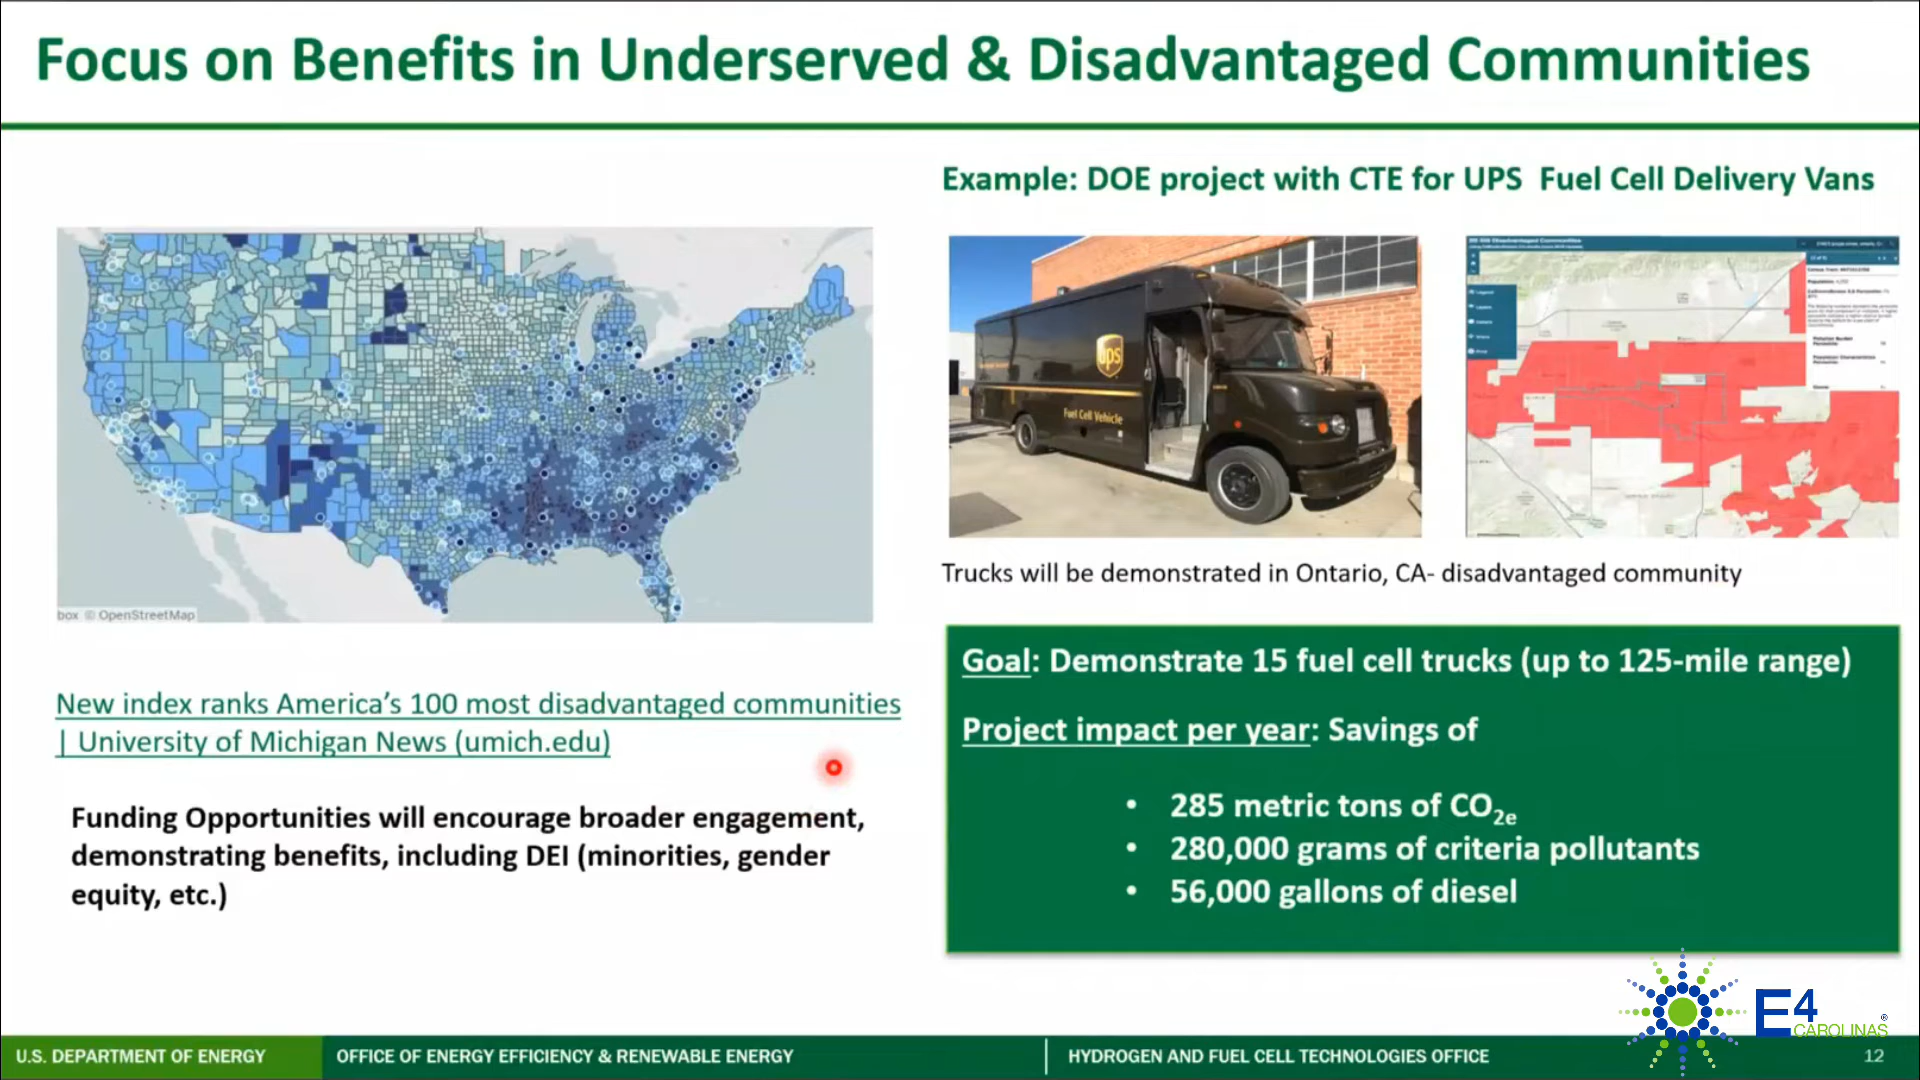 Focus on Benefits in Underserved & Disadvantaged Communities
Example: DOE project with CTE for UPS Fuel Cell Delivery Vans
box © OpenStreetMap
ups
Fuel Cell Vehicle
Trucks will be demonstrated in Ontario, CA- disadvantaged community
New index ranks America's 100 most disadvantaged communities
| University of Michigan News (umich.edu)
Funding Opportunities will encourage broader engagement,
demonstrating benefits, including DEI (minorities, gender
equity, etc.)
Goal: Demonstrate 15 fuel cell trucks (up to 125-mile range)
Project impact per year: Savings of
• 285 metric tons of CO2e
• 280,000 grams of criteria pollutants
• 56,000 gallons of diesel
E4
CAROLINAS®
U.S. DEPARTMENT OF ENERGY
OFFICE OF ENERGY EFFICIENCY & RENEWABLE ENERGY
HYDROGEN AND FUEL CELL TECHNOLOGIES OFFICE
12